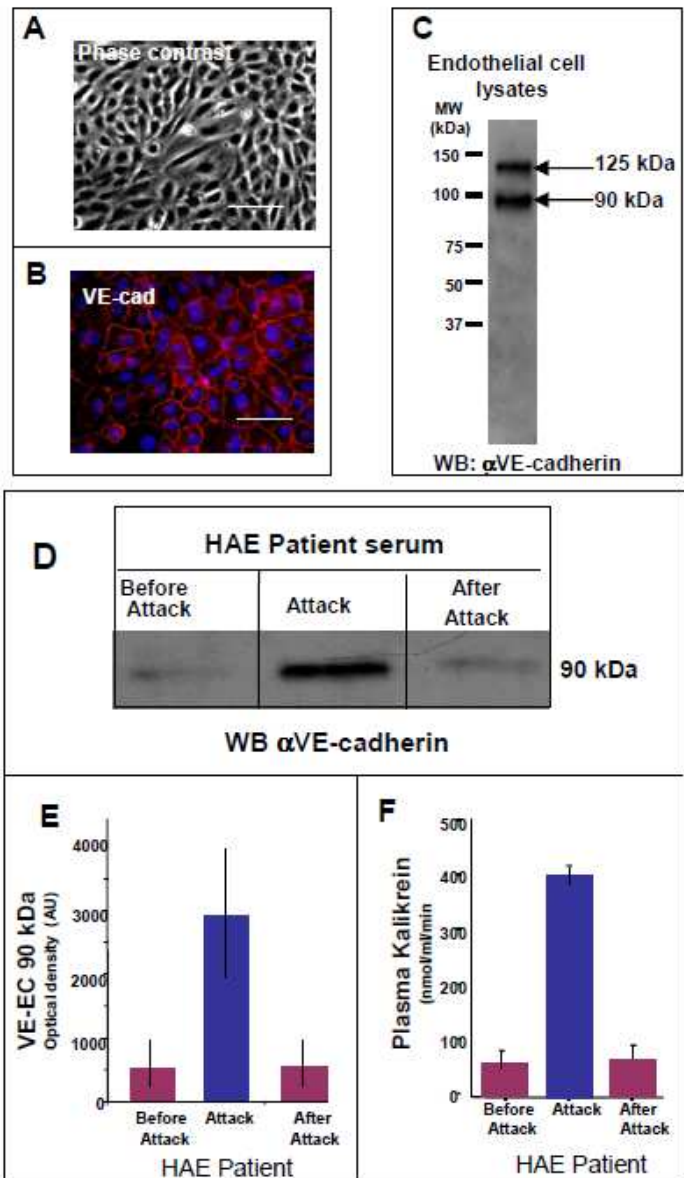 A
Phase contrast
B
VE-cad
C
Endothelial cell
lysates
MW
(kDa)
150
100
75
50
37
125 kDa
90 kDa
WB: αVE-cadherin
D
HAE Patient serum
Before
Attack
Attack
After
Attack
90 kDa
WB αVE-cadherin
E
VE-EC 90 kDa
Optical density (AU)
4000
3000
2000
1000
0
Before
Attack
Attack
After
Attack
HAE Patient
F
Plasma Kalikrein
(nmol/ml/min)
500
400
300
200
100
0
Before
Attack
Attack
After
Attack
HAE Patient